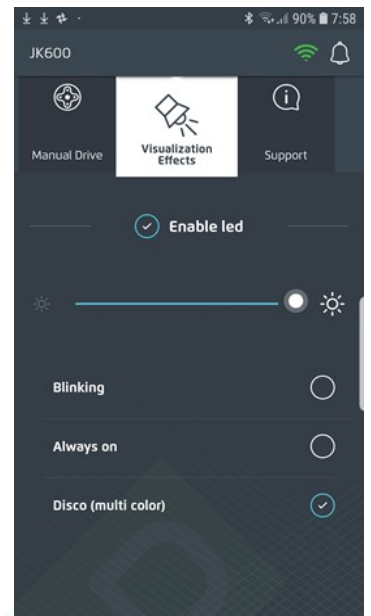 90% 7:58
JK600
Manual Drive
Visualization
Effects
Support
Enable led
Blinking
Always on
Disco (multi color)